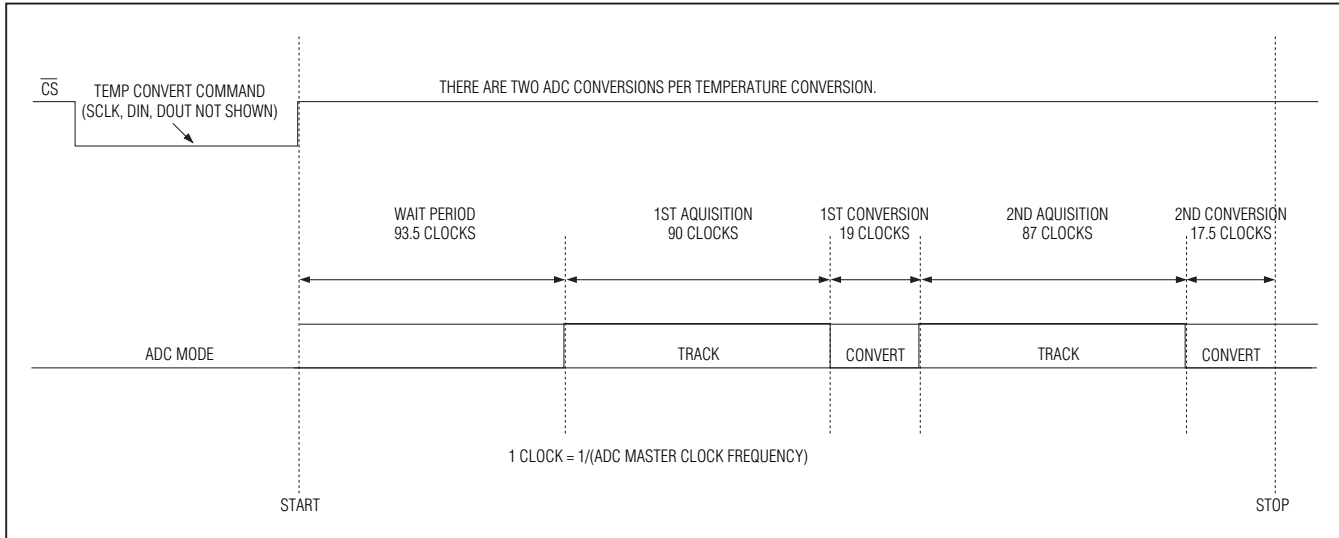 CS
TEMP CONVERT COMMAND
(SCLK, DIN, DOUT NOT SHOWN)
THERE ARE TWO ADC CONVERSIONS PER TEMPERATURE CONVERSION.
WAIT PERIOD
93.5 CLOCKS
1ST AQUISITION
90 CLOCKS
1ST CONVERSION
19 CLOCKS
2ND AQUISITION
87 CLOCKS
2ND CONVERSION
17.5 CLOCKS
ADC MODE
TRACK
CONVERT
TRACK
CONVERT
1 CLOCK = 1/(ADC MASTER CLOCK FREQUENCY)
START
STOP